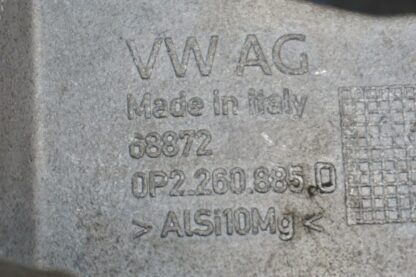 VW AG
Made in italy
68872
0P2.260.885.D
>AlSi10Mg<